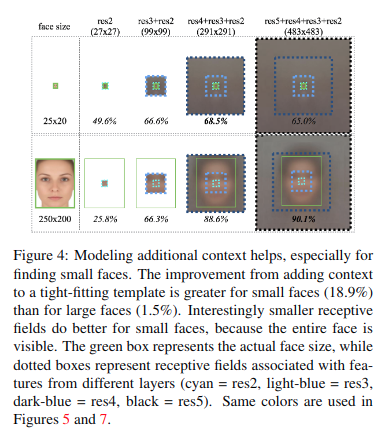 face size res2 res3+res2 res4+res3+res2 res5+res4+res3+res2
(27x27) (99x99) (291x291) (483x483)
25x20 49.6% 66.6% 68.5% 65.0%
250x200 25.8% 66.3% 88.6% 90.1%
Figure 4: Modeling additional context helps, especially for
finding small faces. The improvement from adding context
to a tight-fitting template is greater for small faces (18.9%)
than for large faces (1.5%). Interestingly smaller receptive
fields do better for small faces, because the entire face is
visible. The green box represents the actual face size, while
dotted boxes represent receptive fields associated with fea-
tures from different layers (cyan = res2, light-blue = res3,
dark-blue = res4, black = res5). Same colors are used in
Figures 5 and 7.